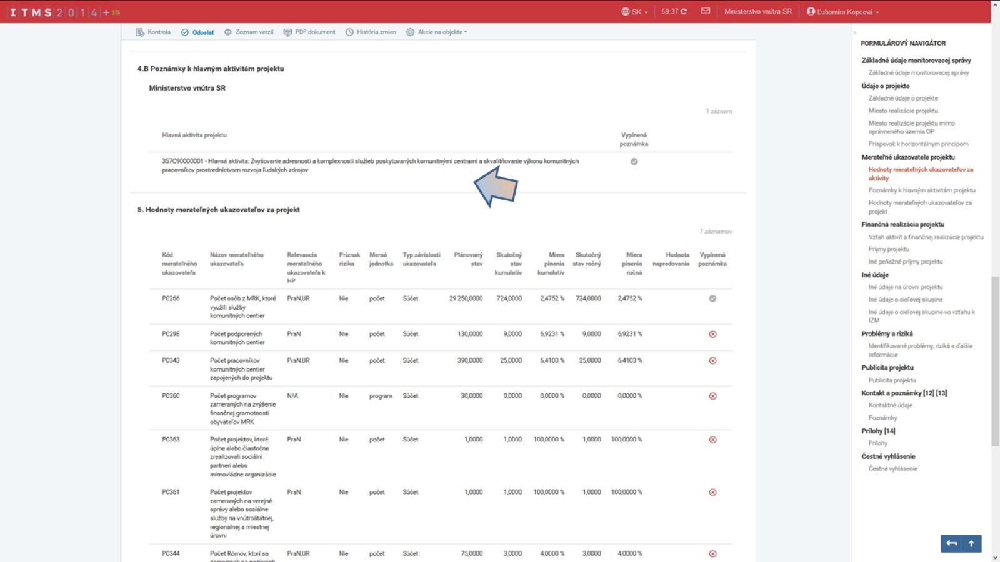 ITMS2014+ STG
SK
59:37
Ministerstvo vnútra SR
Ľubomíra Kopcová
Kontrola
Odoslať
Zoznam verzií
PDF dokument
História zmien
Akcie na objekte
4.B Poznámky k hlavným aktivitám projektu
Ministerstvo vnútra SR
1 záznam
Hlavná aktivita projektu
Vyplnená
poznámka
357C90000001 - Hlavná aktivita: Zvyšovanie adresnosti a komplexnosti služieb poskytovaných komunitnými centrami a skvalitňovanie výkonu komunitných
pracovníkov prostredníctvom rozvoja ľudských zdrojov
5. Hodnoty merateľných ukazovateľov za projekt
7 záznamov
Kód
merateľného
ukazovateľa
Názov merateľného
ukazovateľa
Relevancia
merateľného
ukazovateľa k
HP
Príznak
rizika
Merná
jednotka
Typ závislosti
ukazovateľa
Plánovaný
stav
Skutočný
stav
kumulatív
Miera
plnenia
kumulatív
Skutočný
stav ročný
Miera
plnenia
ročná
Hodnota
napredovania
Vyplnená
poznámka
P0266
Počet osôb z MRK, ktoré
využili služby
komunitných centier
PraN,UR
Nie
počet
Súčet
29 250,0000
724,0000
2,4752 %
724,0000
2,4752 %
P0298
Počet podporených
komunitných centier
PraN
Nie
počet
Súčet
130,0000
9,0000
6,9231 %
9,0000
6,9231 %
P0343
Počet pracovníkov
komunitných centier
zapojených do projektu
PraN,UR
Nie
počet
Súčet
390,0000
25,0000
6,4103 %
25,0000
6,4103 %
P0360
Počet programov
zameraných na zvýšenie
finančnej gramotnosti
obyvateľov MRK
N/A
Nie
program
Súčet
30,0000
0,0000
0,0000 %
0,0000
0,0000 %
P0363
Počet projektov, ktoré
úplne alebo čiastočne
zrealizovali sociálni
partneri alebo
mimovládne organizácie
PraN
Nie
počet
Súčet
1,0000
1,0000
100,0000 %
1,0000
100,0000 %
P0361
Počet projektov
zameraných na verejné
správy alebo sociálne
služby na vnútroštátnej,
regionálnej a miestnej
úrovni
PraN
Nie
počet
Súčet
1,0000
1,0000
100,0000 %
1,0000
100,0000 %
P0344
Počet Rómov, ktorí sa
zamestnali na pozíciách
PraN,UR
Nie
počet
Súčet
75,0000
3,0000
4,0000 %
3,0000
4,0000 %
»
FORMULÁROVÝ NAVIGÁTOR
Základné údaje monitorovacej správy
Základné údaje monitorovacej správy
Údaje o projekte
Základné údaje o projekte
Miesto realizácie projektu
Miesto realizácie projektu mimo
oprávneného územia OP
Príspevok k horizontálnym princípom
Merateľné ukazovatele projektu
Hodnoty merateľných ukazovateľov za
aktivity
Poznámky k hlavným aktivitám projektu
Hodnoty merateľných ukazovateľov za
projekt
Finančná realizácia projektu
Vzťah aktivít a finančnej realizácie projektu
Príjmy projektu
Iné peňažné príjmy projektu
Iné údaje
Iné údaje na úrovni projektu
Iné údaje o cieľovej skupine
Iné údaje o cieľovej skupine vo vzťahu k
IZM
Problémy a riziká
Identifikované problémy, riziká a ďalšie
informácie
Publicita projektu
Publicita projektu
Kontakt a poznámky [12] [13]
Kontaktné údaje
Poznámky
Prílohy [14]
Prílohy
Čestné vyhlásenie
Čestné vyhlásenie